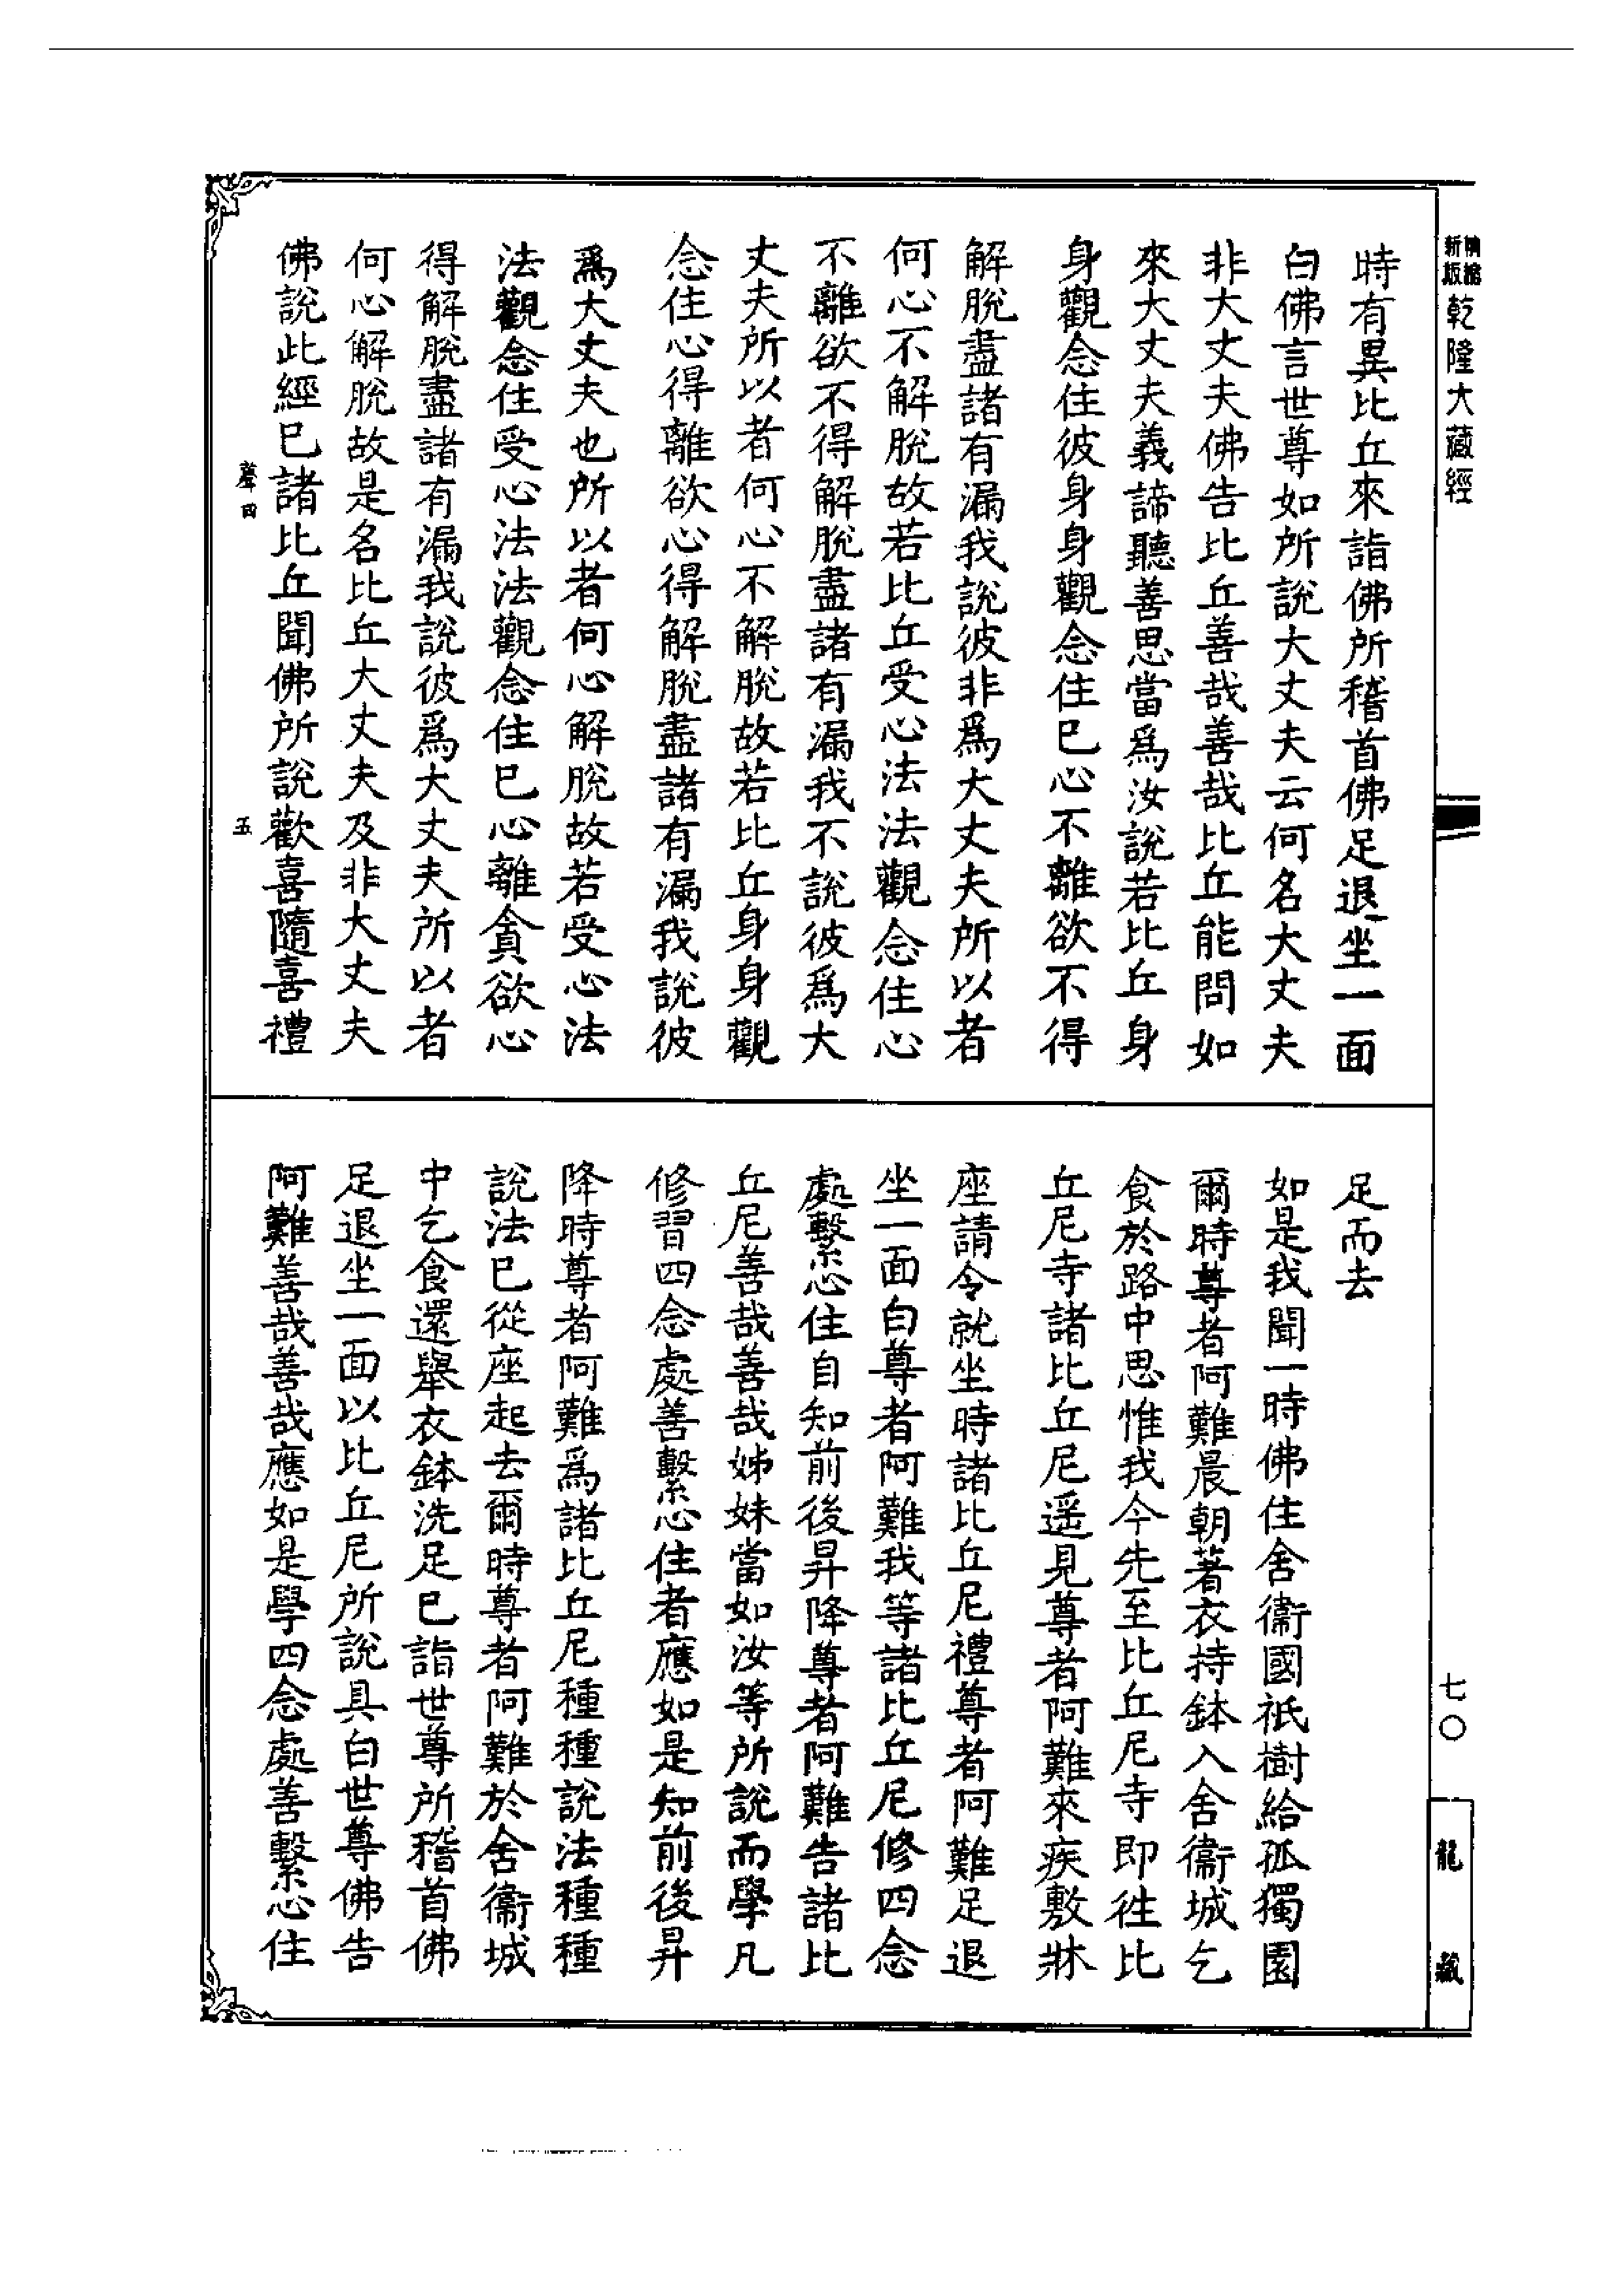 精縮新版乾隆大藏經
時有異比丘來詣佛所稽首佛足退坐一面
白佛言世尊如所說大丈夫云何名大丈夫
非大丈夫佛告比丘善哉善哉比丘能問如
來大丈夫義諦聽善思當爲汝說若比丘身
身觀念住彼身身觀念住已心不離欲不得
解脫盡諸有漏我說彼非爲大丈夫所以者
何心不解脫故若比丘受心法法觀念住心
不離欲不得解脫盡諸有漏我不說彼爲大
丈夫所以者何心不解脫故若比丘身身觀
念住心得離欲心得解脫盡諸有漏我說彼
爲大丈夫也所以者何心解脫故若受心法
法觀念住受心法法觀念住已心離貪欲心
得解脫盡諸有漏我說彼爲大丈夫所以者
何心解脫故是名比丘大丈夫及非大丈夫
佛說此經已諸比丘聞佛所說歡喜隨喜禮
五
足而去
如是我聞一時佛住舍衞國祇樹給孤獨園
爾時尊者阿難晨朝著衣持鉢入舍衞城乞
食於路中思惟我今先至比丘尼寺即往比
丘尼寺諸比丘尼遥見尊者阿難來疾敷牀
座請令就坐時諸比丘尼禮尊者阿難足退
坐一面白尊者阿難我等諸比丘尼修四念
處繫心住自知前後昇降尊者阿難告諸比
丘尼善哉善哉姊妹當如汝等所說而學凡
修習四念處善繫心住者應如是知前後昇
降時尊者阿難爲諸比丘尼種種說法種種
說法已從座起去爾時尊者阿難於舍衞城
中乞食還舉衣鉢洗足已詣世尊所稽首佛
足退坐一面以比丘尼所說具白世尊佛告
阿難善哉善哉應如是學四念處善繫心住
七〇
龍藏